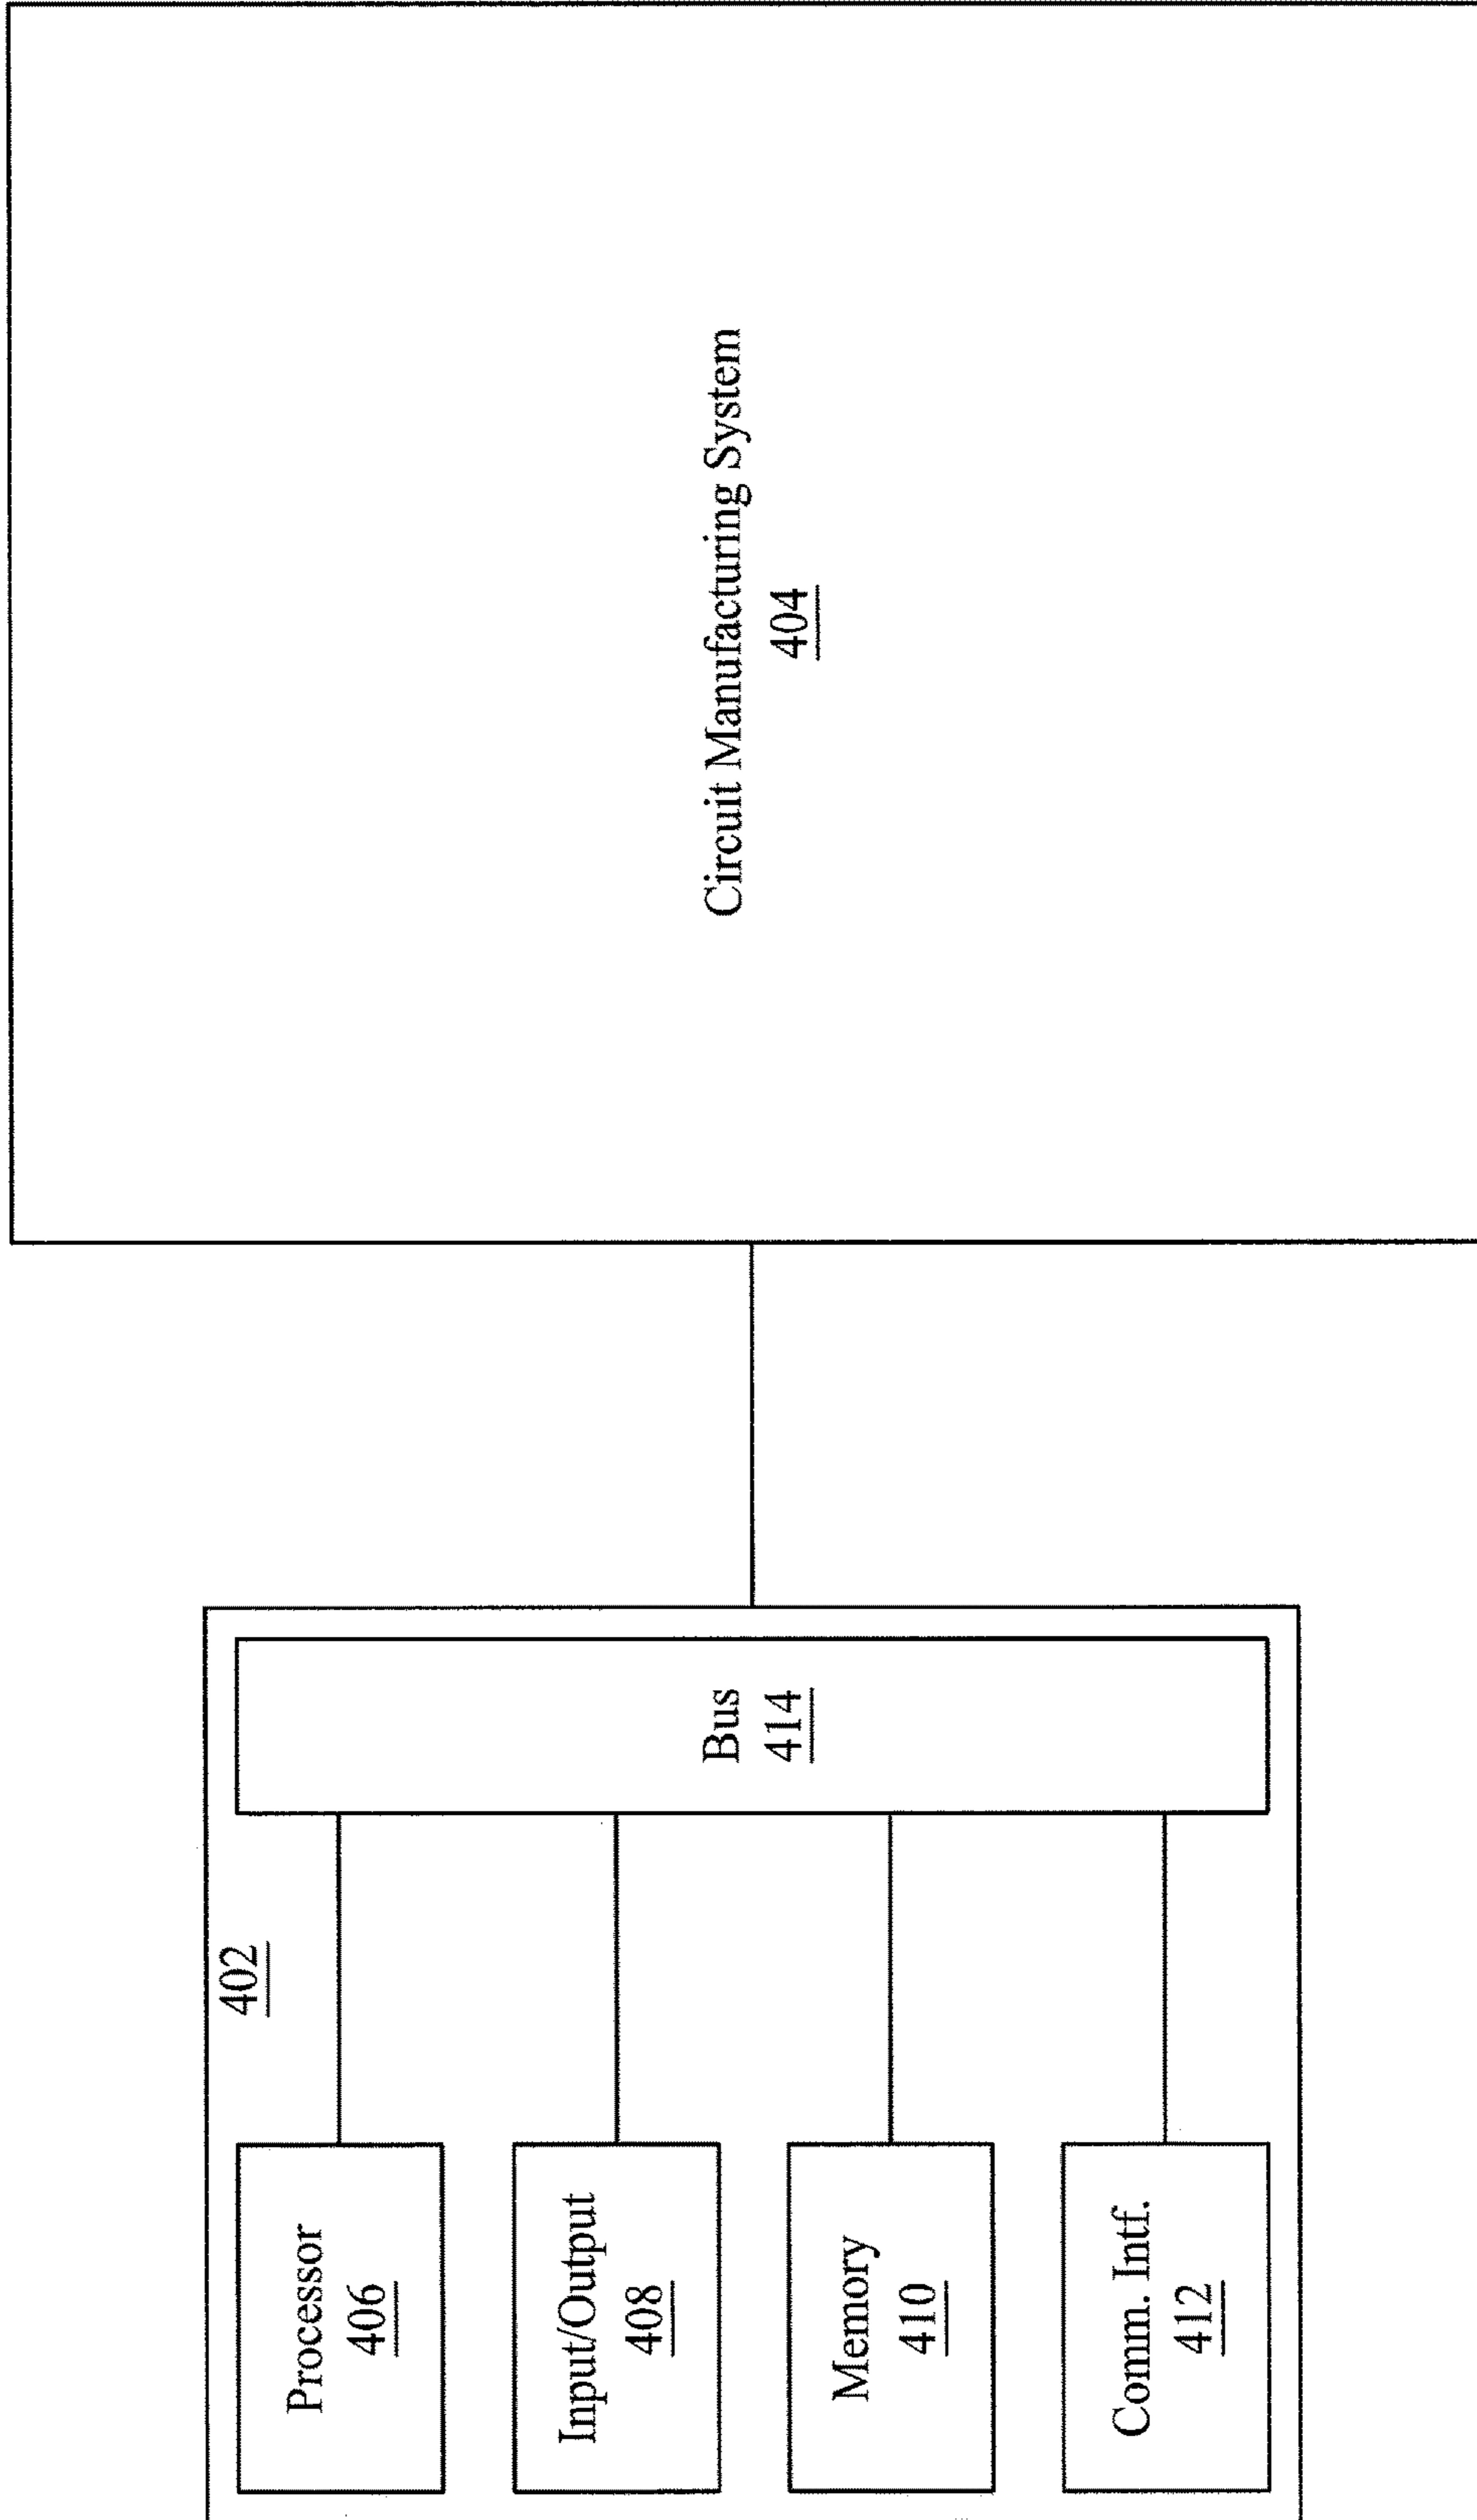 402
Processor
406
Input/Output
408
Memory
410
Comm. Intf.
412
Bus
414
Circuit Manufacturing System
404